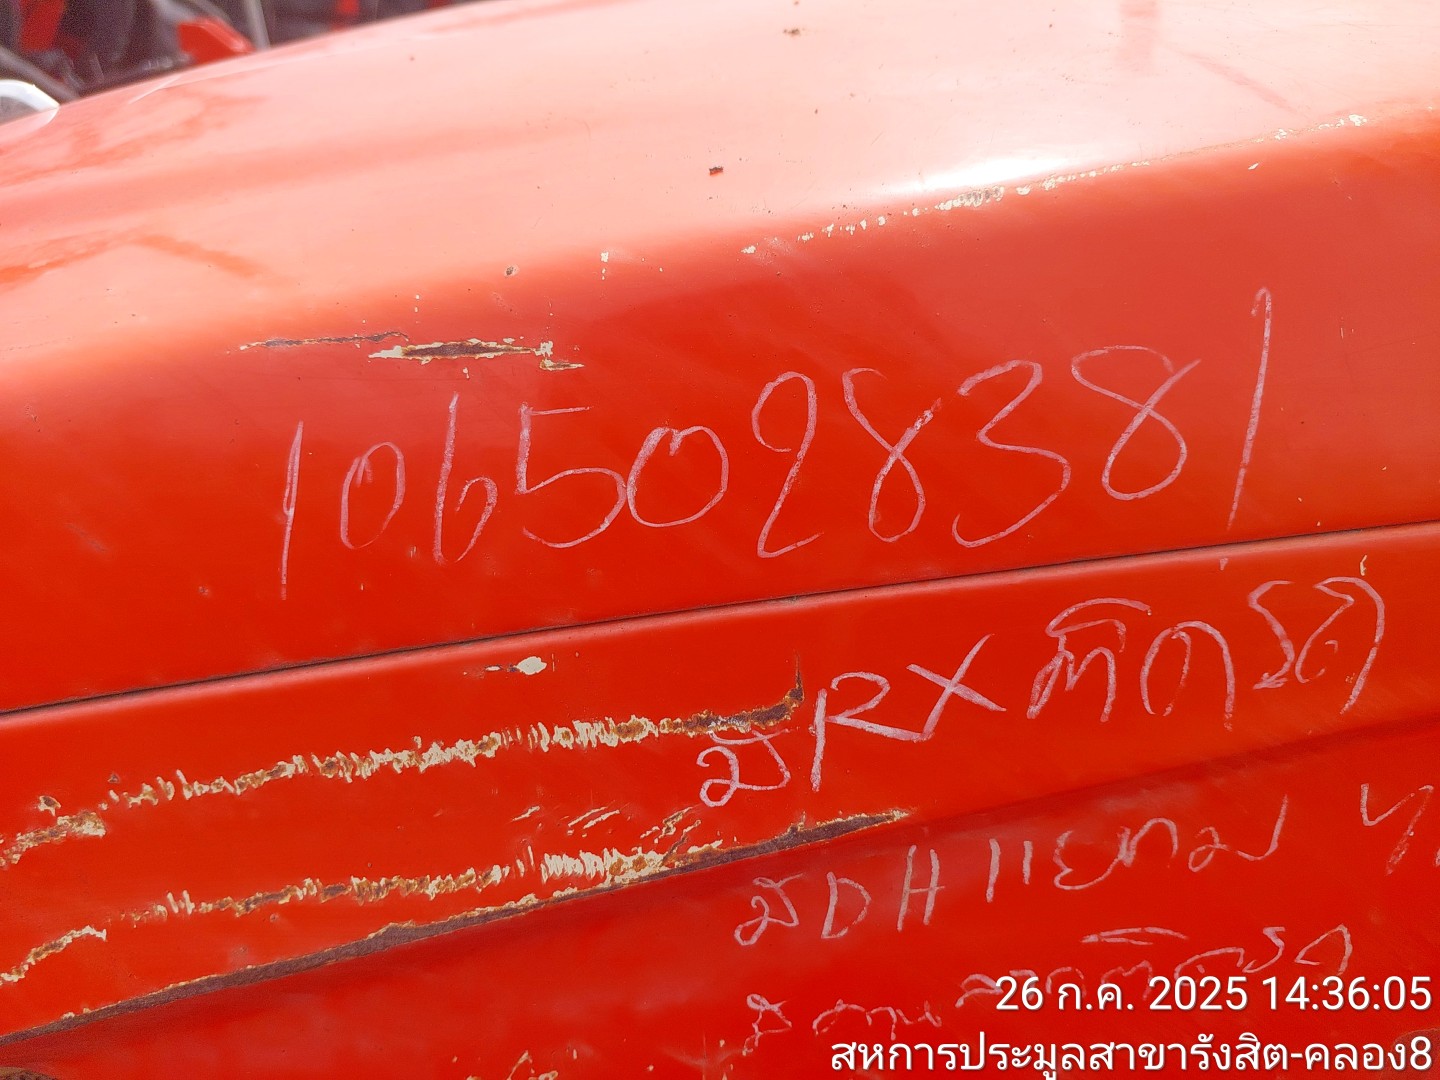 1065028381
มีRXติดรถ
มีDHแยกม
มี
26 ก.ค. 2025 14:36:05
สหการประมูลสาขารังสิต-คลอง8